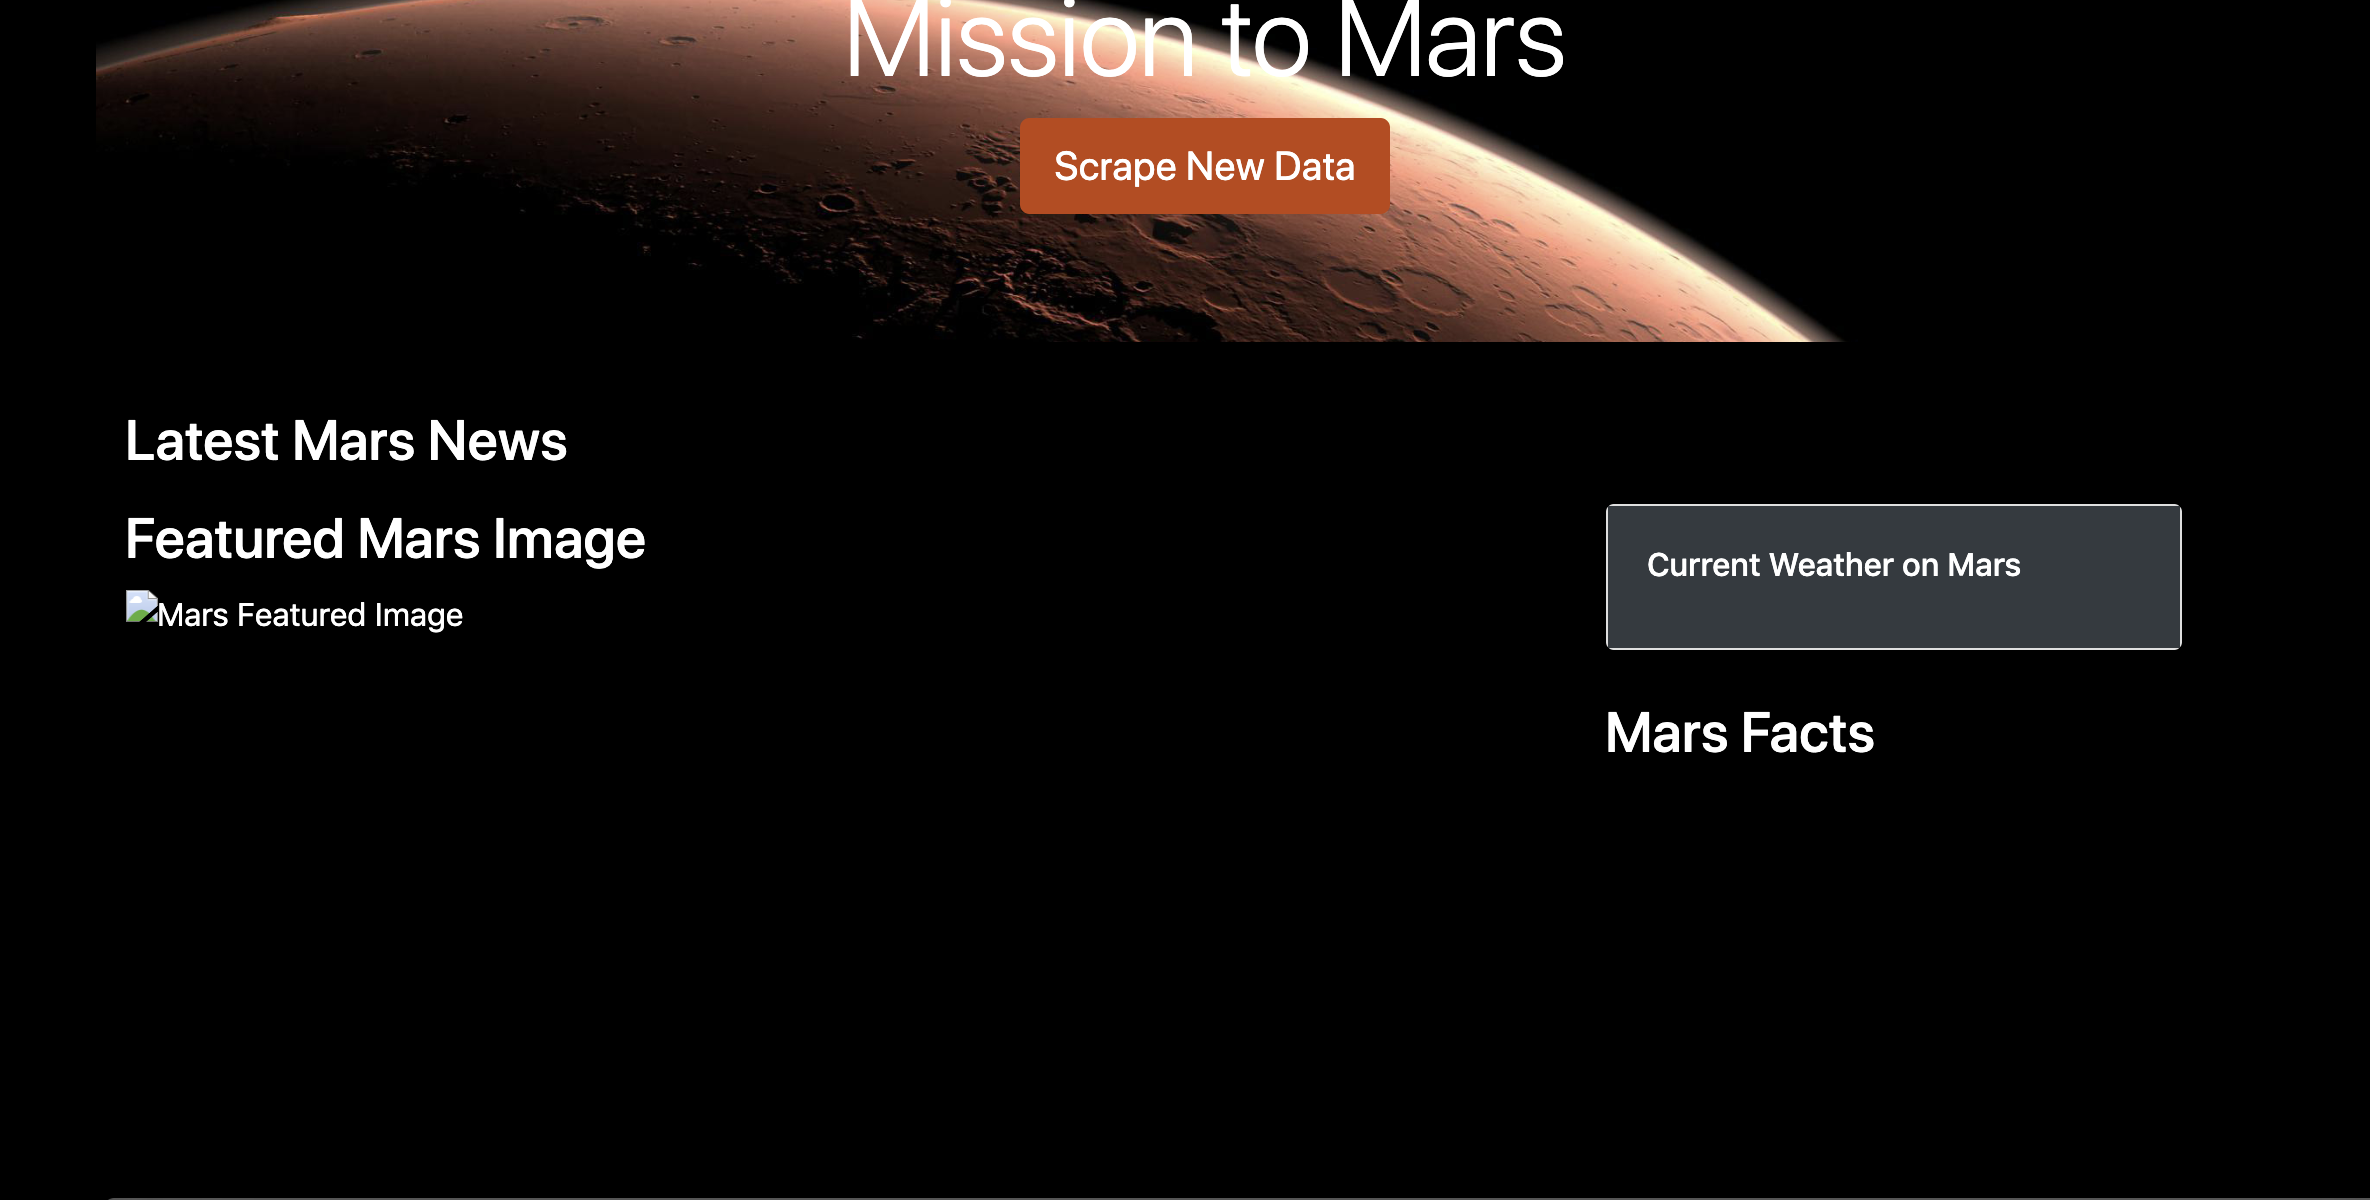 Mission to Mars
Scrape New Data
Latest Mars News
Featured Mars Image
Mars Featured Image
Current Weather on Mars
Mars Facts